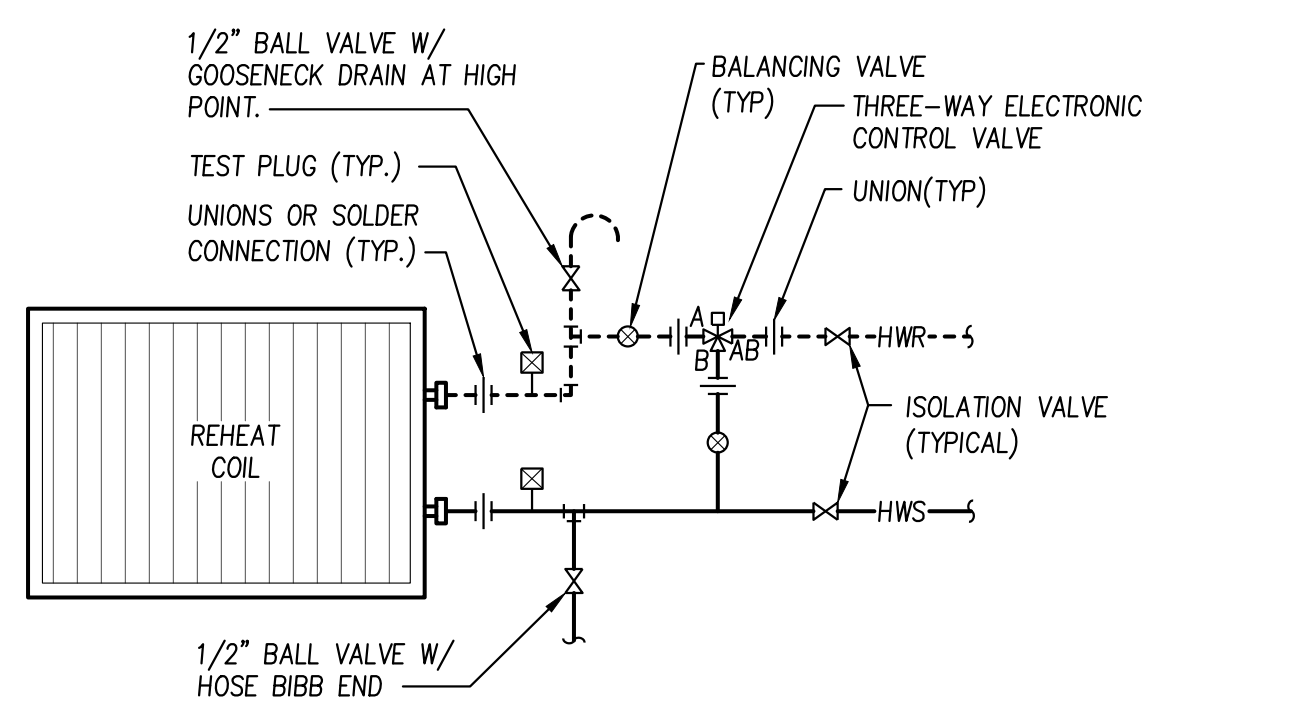 1/2” BALL VALVE W/
GOOSENECK DRAIN AT HIGH
POINT.
BALANCING VALVE
(TYP)
THREE-WAY ELECTRONIC
CONTROL VALVE
TEST PLUG (TYP.)
UNION(TYP)
UNIONS OR SOLDER
CONNECTION (TYP.)
A
B
AB
HWR
ISOLATION VALVE
(TYPICAL)
REHEAT
COIL
HWS
1/2” BALL VALVE W/
HOSE BIBB END